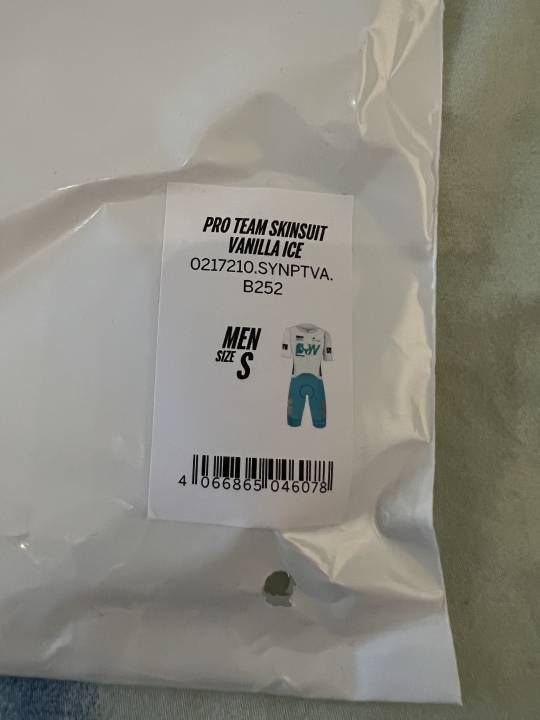 PRO TEAM SKINSUIT
VANILLA ICE
0217210.SYNPTVA.
B252
MEN
SIZE S
4 066865 046078